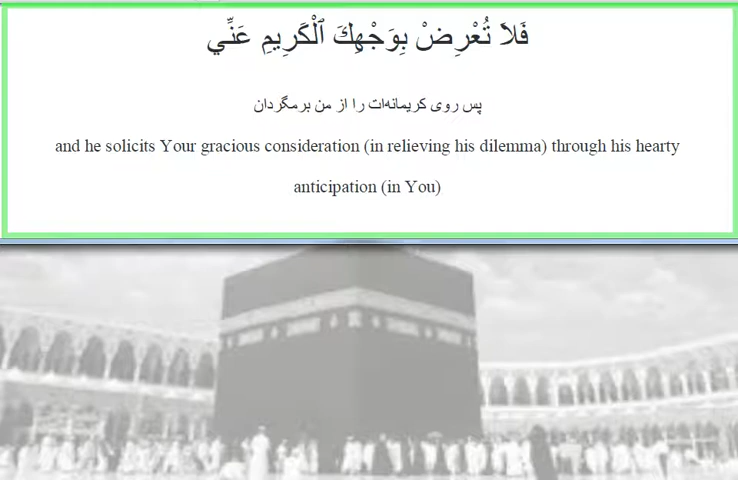 فَلاَ تُعْرِضْ بِوَجْهِكَ ٱلْكَرِيمِ عَنِّي
پس روی کریمانه‌ات را از من برمگردان
and he solicits Your gracious consideration (in relieving his dilemma) through his hearty
anticipation (in You)